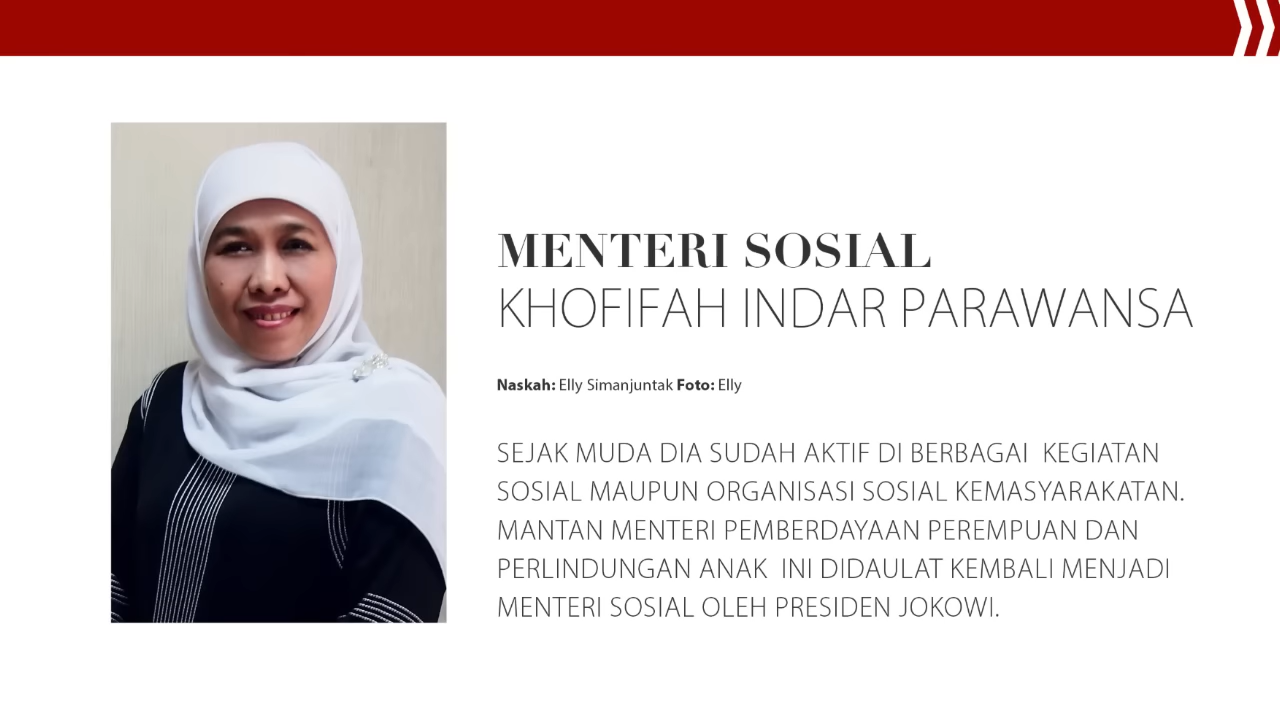 MENTERI SOSIAL
KHOFIFAH INDAR PARAWANSA
Naskah: Elly Simanjuntak Foto: Elly
SEJAK MUDA DIA SUDAH AKTIF DI BERBAGAI KEGIATAN
SOSIAL MAUPUN ORGANISASI SOSIAL KEMASYARAKATAN.
MANTAN MENTERI PEMBERDAYAAN PEREMPUAN DAN
PERLINDUNGAN ANAK INI DIDAULAT KEMBALI MENJADI
MENTERI SOSIAL OLEH PRESIDEN JOKOWI.